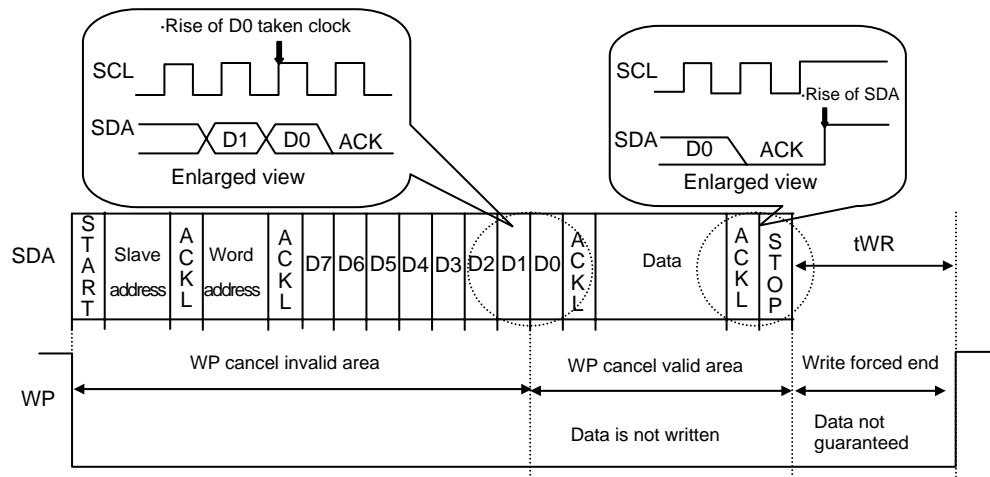 ·Rise of D0 taken clock
SCL
SDA
D1
D0
ACK
Enlarged view
SCL
·Rise of SDA
SDA
D0
ACK
Enlarged view
SDA
START
Slave
address
ACKL
Word
address
ACKL
D7
D6
D5
D4
D3
D2
D1
D0
ACKL
Data
ACKL
STOP
tWR
WP cancel invalid area
WP cancel valid area
Write forced end
WP
Data is not written
Data not
guaranteed